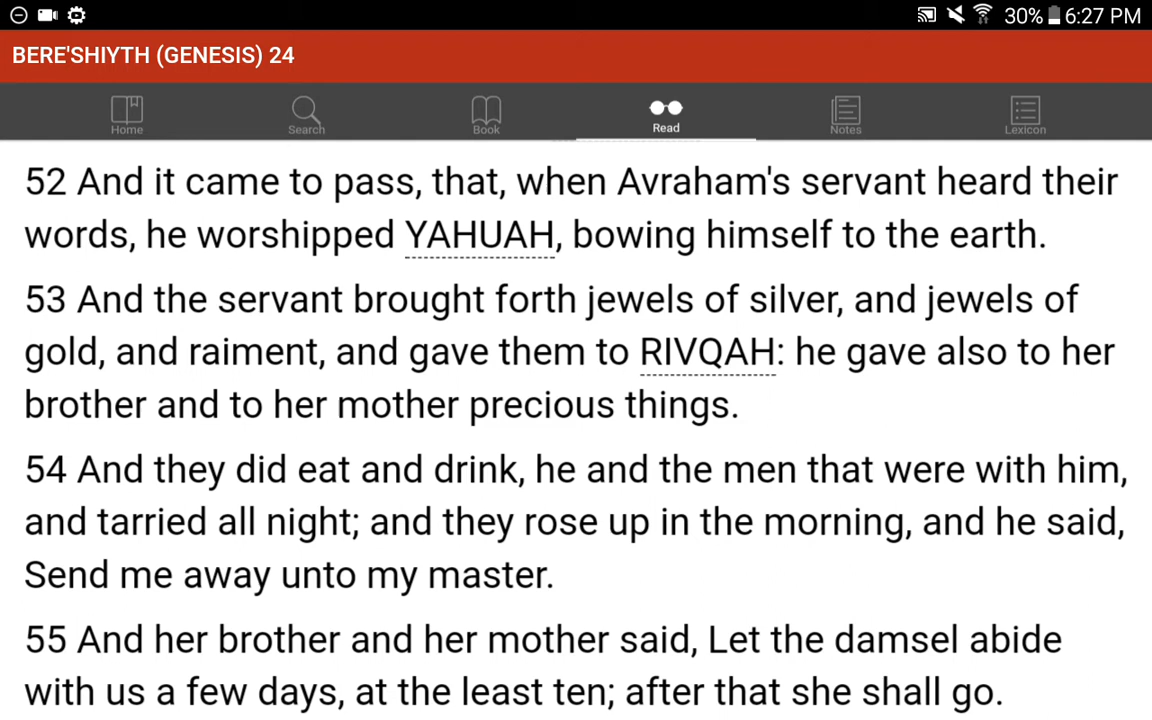 30% 6:27 PM
BERE'SHIYTH (GENESIS) 24
Home Search Book Read Notes Lexicon
52 And it came to pass, that, when Avraham's servant heard their
words, he worshipped YAHUAH, bowing himself to the earth.
53 And the servant brought forth jewels of silver, and jewels of
gold, and raiment, and gave them to RIVQAH: he gave also to her
brother and to her mother precious things.
54 And they did eat and drink, he and the men that were with him,
and tarried all night; and they rose up in the morning, and he said,
Send me away unto my master.
55 And her brother and her mother said, Let the damsel abide
with us a few days, at the least ten; after that she shall go.